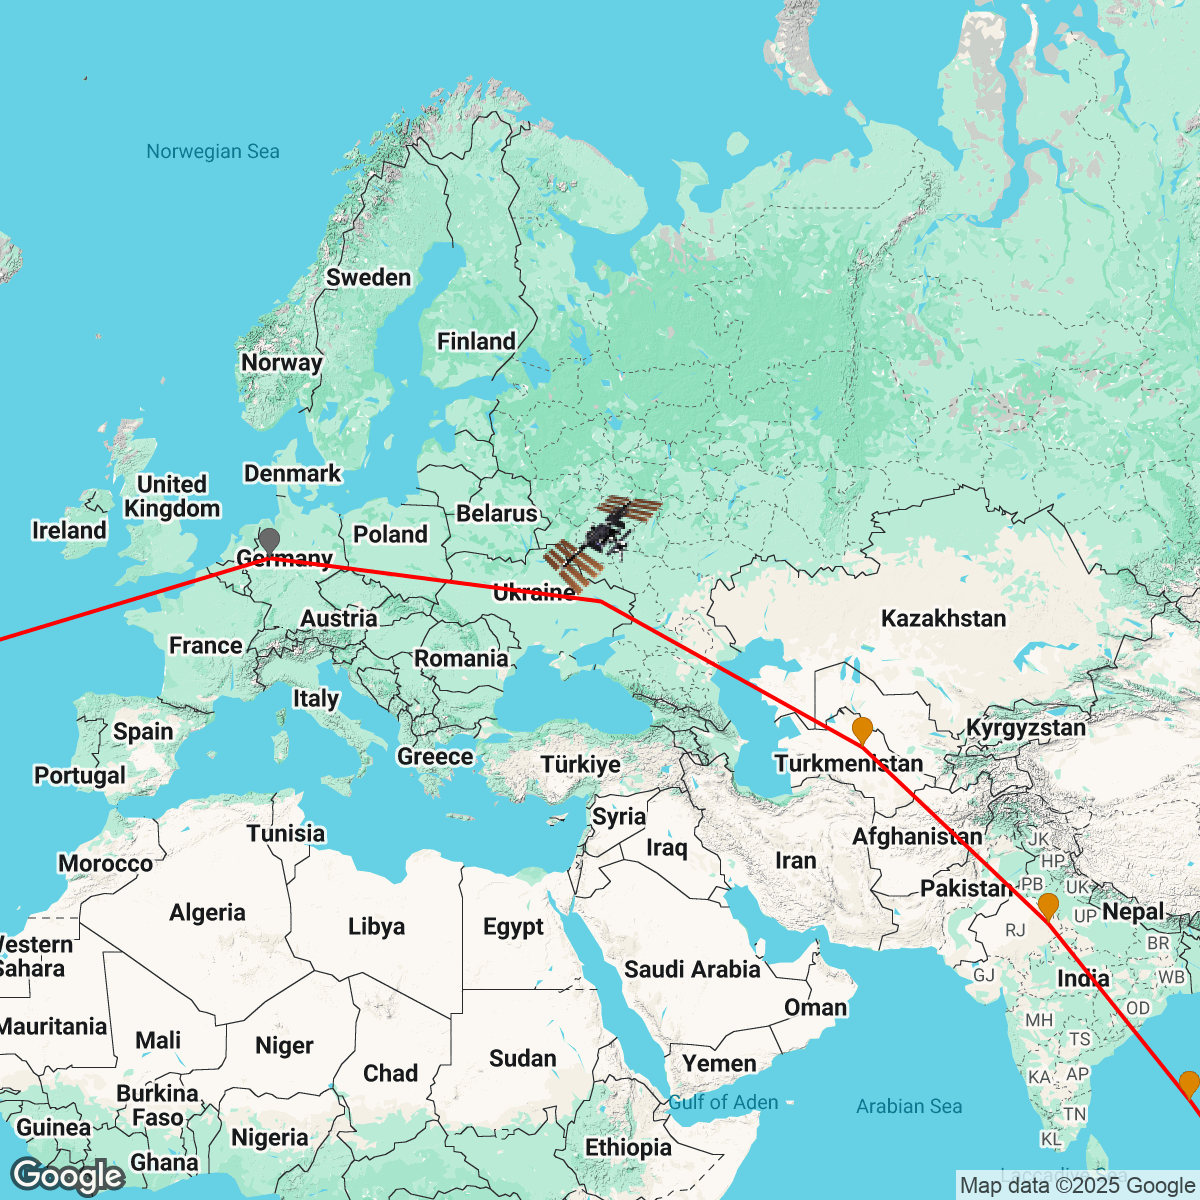 Norwegian Sea
Sweden
Finland
Norway
Denmark
United
Kingdom
Ireland
Belarus
Poland
Germany
Ukraine
Austria
Kazakhstan
France
Romania
Italy
Kyrgyzstan
Spain
Greece
Türkiye
Turkmenistan
Portugal
Syria
Tunisia
Afghanistan
JK
Iraq
Iran
HP
Morocco
Pakistan
PB
UK
Algeria
Libya
Egypt
Nepal
UP
RJ
BR
Western
Sahara
Saudi Arabia
GJ
India
WB
Oman
OD
Mauritania
MH
Mali
Niger
TS
Sudan
Yemen
Chad
KA
AP
Burkina
Faso
Gulf of Aden
Arabian Sea
TN
Guinea
Nigeria
KL
Ethiopia
Ghana
Laccadive Sea
Google
Map data ©2025 Google